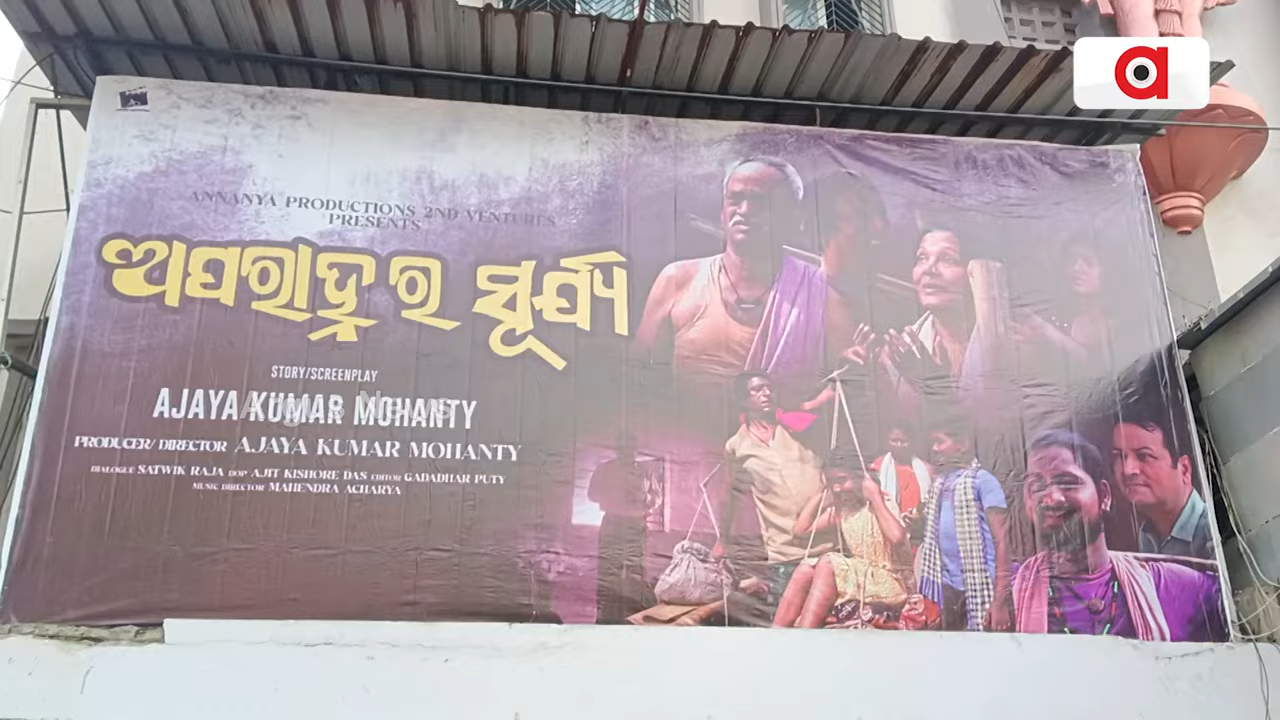 ANNANYA PRODUCTIONS 2ND VENTURES
PRESENTS
ଅପରାହ୍ନର ସୂର୍ଯ୍ୟ
STORY/SCREENPLAY
AJAYA KUMAR MOHANTY
PRODUCER/ DIRECTOR AJAYA KUMAR MOHANTY
DIALOGUE SATWIK RAJA DOP AJIT KISHORE DAS EDITOR GADADHAR PUTY
MUSIC DIRECTOR MAHENDRA ACHARYA
a